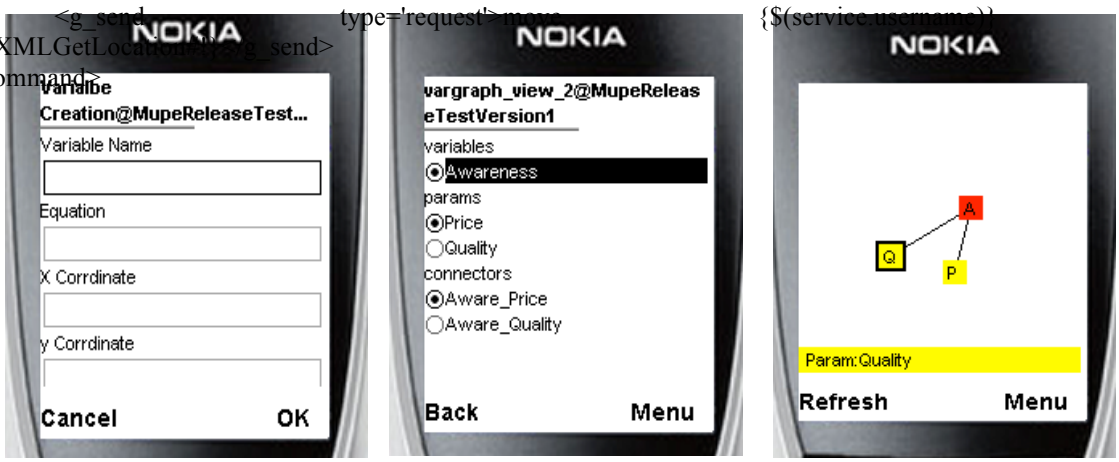 <g_send type='request'>move {$(service.username)}
XMLGetLocation
g_send>
ommand>
NOKIA
Varialbe
Creation@MupeReleaseTest...
Variable Name
Equation
X Corrdinate
y Corrdinate
Cancel OK
NOKIA
vargraph_view_2@MupeReleas
eTestVersion1
variables
Awareness
params
Price
Quality
connectors
Aware_Price
Aware_Quality
Back Menu
NOKIA
A
Q
P
Param:Quality
Refresh Menu